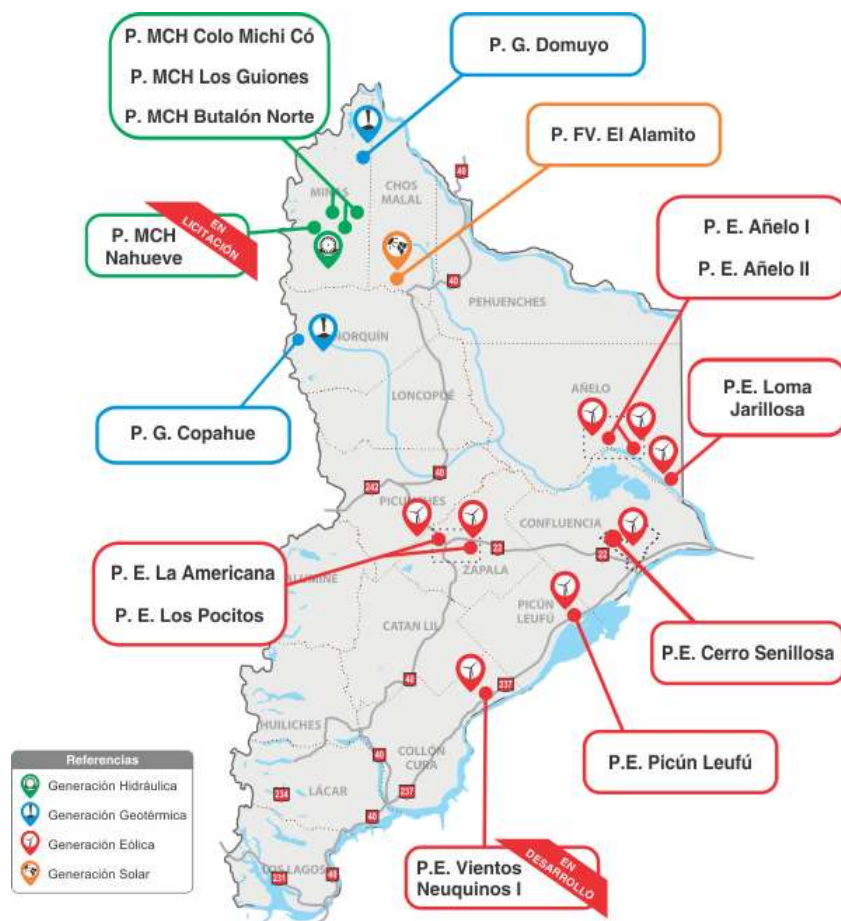 P. MCH Colo Michi Có
P. MCH Los Guiones
P. MCH Butalón Norte
P. G. Domuyo
P. FV. El Alamito
P. MCH
Nahueve
EN
LICITACIÓN
P. E. Añelo I
P. E. Añelo II
P.E. Loma
Jarillosa
P. G. Copahue
P. E. La Americana
P. E. Los Pocitos
P.E. Cerro Senillosa
P.E. Picún Leufú
P.E. Vientos
Neuquinos I
EN
DESARROLLO
MINAS
CHOS
MALAL
40
40
PEHUENCHES
ÑORQUÍN
LONCOPUÉ
AÑELO
40
242
PICUNCHES
CONFLUENCIA
22
22
ZAPALA
ALUMINÉ
PICÚN
LEUFÚ
CATAN LIL
40
237
HUILICHES
40
COLLÓN
CURÁ
LÁCAR
234
237
40
LOS LAGOS
231
40
Referencias
Generación Hidráulica
Generación Geotérmica
Generación Eólica
Generación Solar